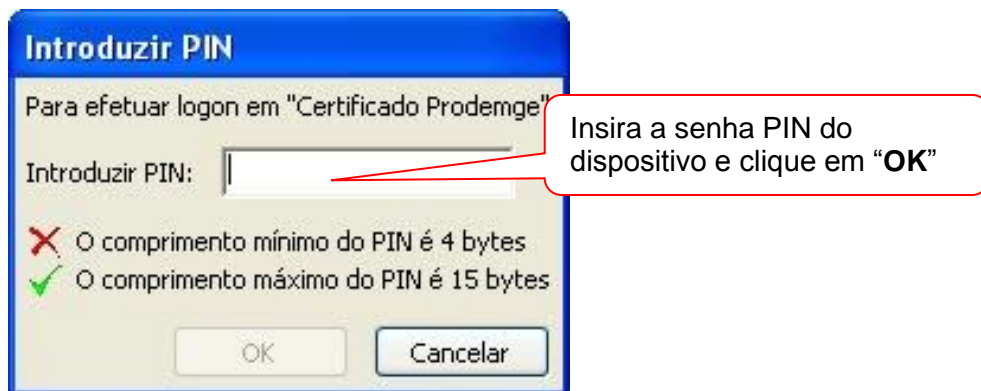 Introduzir PIN
Para efetuar logon em "Certificado Prodemge"
Introduzir PIN:
Insira a senha PIN do
dispositivo e clique em “OK”
O comprimento mínimo do PIN é 4 bytes
O comprimento máximo do PIN é 15 bytes
OK
Cancelar